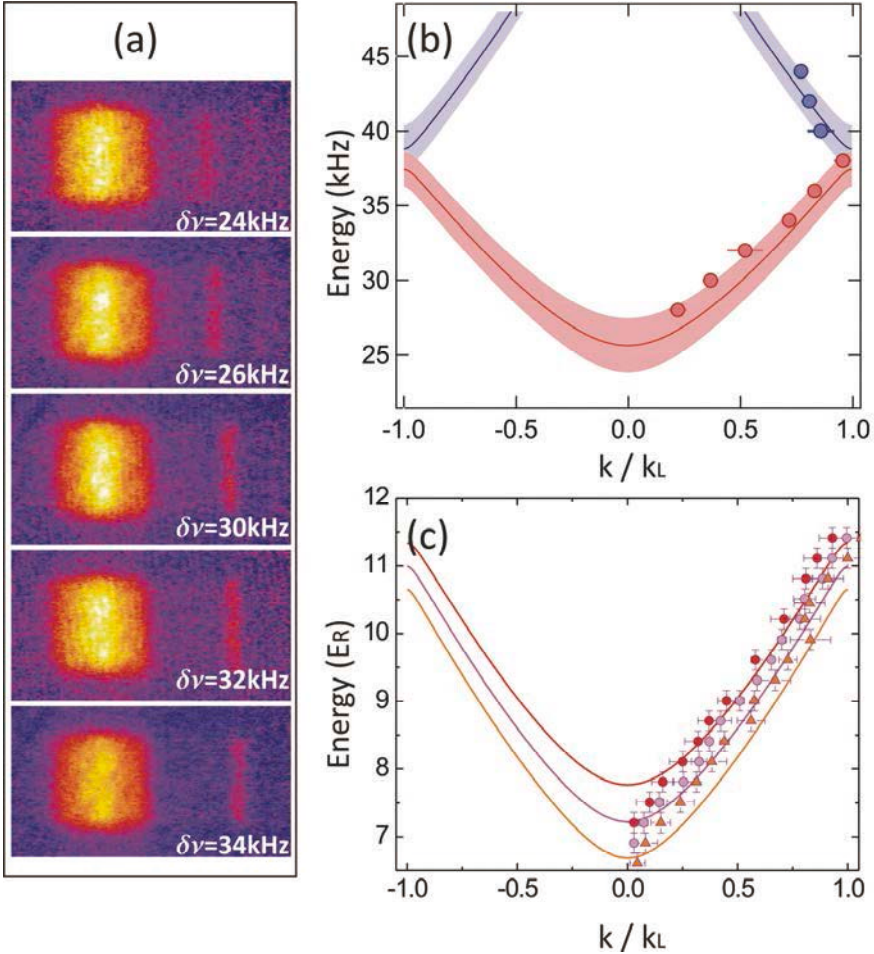 (a)
δν=24kHz
δν=26kHz
δν=30kHz
δν=32kHz
δν=34kHz
(b)
Energy (kHz)
45
40
35
30
25
-1.0 -0.5 0.0 0.5 1.0
k / kL
(c)
Energy (ER)
12
11
10
9
8
7
-1.0 -0.5 0.0 0.5 1.0
k / kL